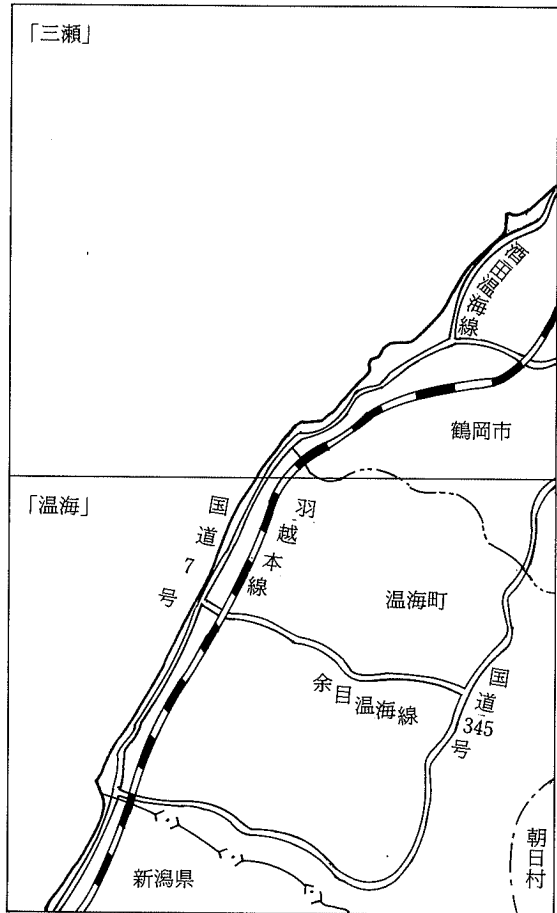 「三瀬」
酒田温海線
鶴岡市
「温海」
国道7号
羽越本線
温海町
余目温海線
国道345号
朝日村
新潟県